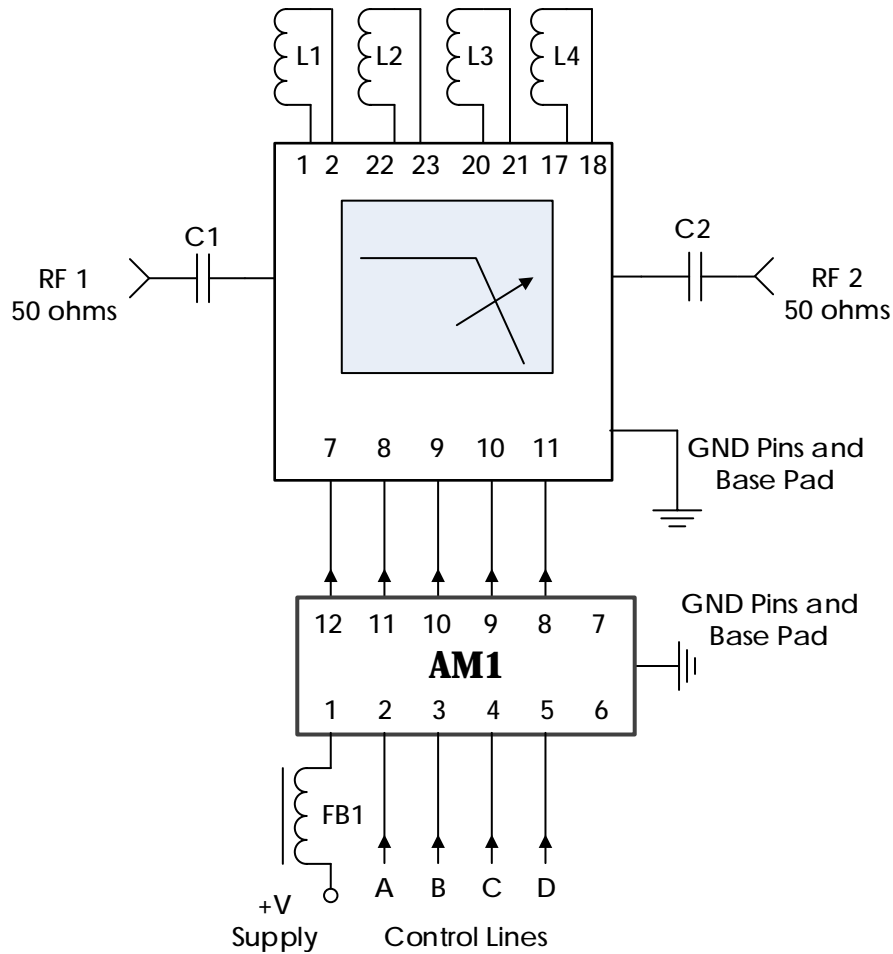 L1 L2 L3 L4
1 2 22 23 20 21 17 18
C1
C2
RF 1
50 ohms
RF 2
50 ohms
7 8 9 10 11
GND Pins and
Base Pad
12 11 10 9 8 7
AM1
1 2 3 4 5 6
GND Pins and
Base Pad
FB1
A B C D
+V
Supply
Control Lines